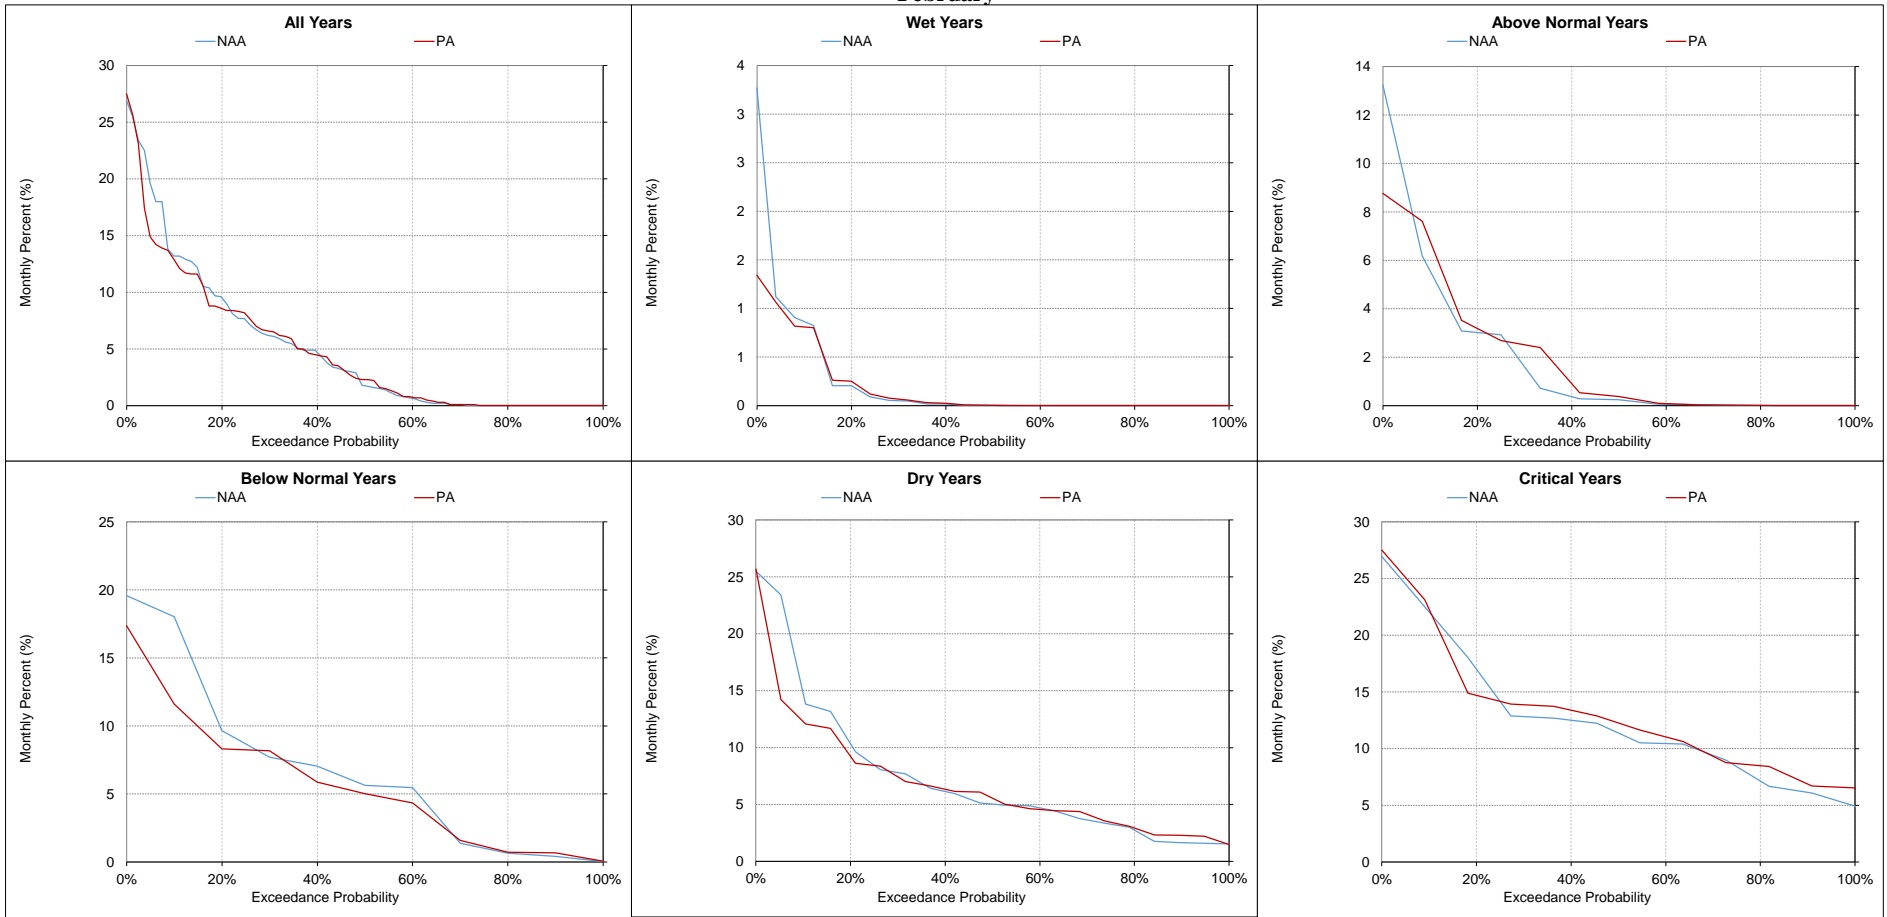 February
All Years
NAA PA
30
25
20
15
10
5
0
0% 20% 40% 60% 80% 100%
Monthly Percent (%)
Exceedance Probability
Wet Years
NAA PA
4
3
3
2
2
1
1
0
0% 20% 40% 60% 80% 100%
Monthly Percent (%)
Exceedance Probability
Above Normal Years
NAA PA
14
12
10
8
6
4
2
0
0% 20% 40% 60% 80% 100%
Monthly Percent (%)
Exceedance Probability
Below Normal Years
NAA PA
25
20
15
10
5
0
0% 20% 40% 60% 80% 100%
Monthly Percent (%)
Exceedance Probability
Dry Years
NAA PA
30
25
20
15
10
5
0
0% 20% 40% 60% 80% 100%
Monthly Percent (%)
Exceedance Probability
Critical Years
NAA PA
30
25
20
15
10
5
0
0% 20% 40% 60% 80% 100%
Monthly Percent (%)
Exceedance Probability